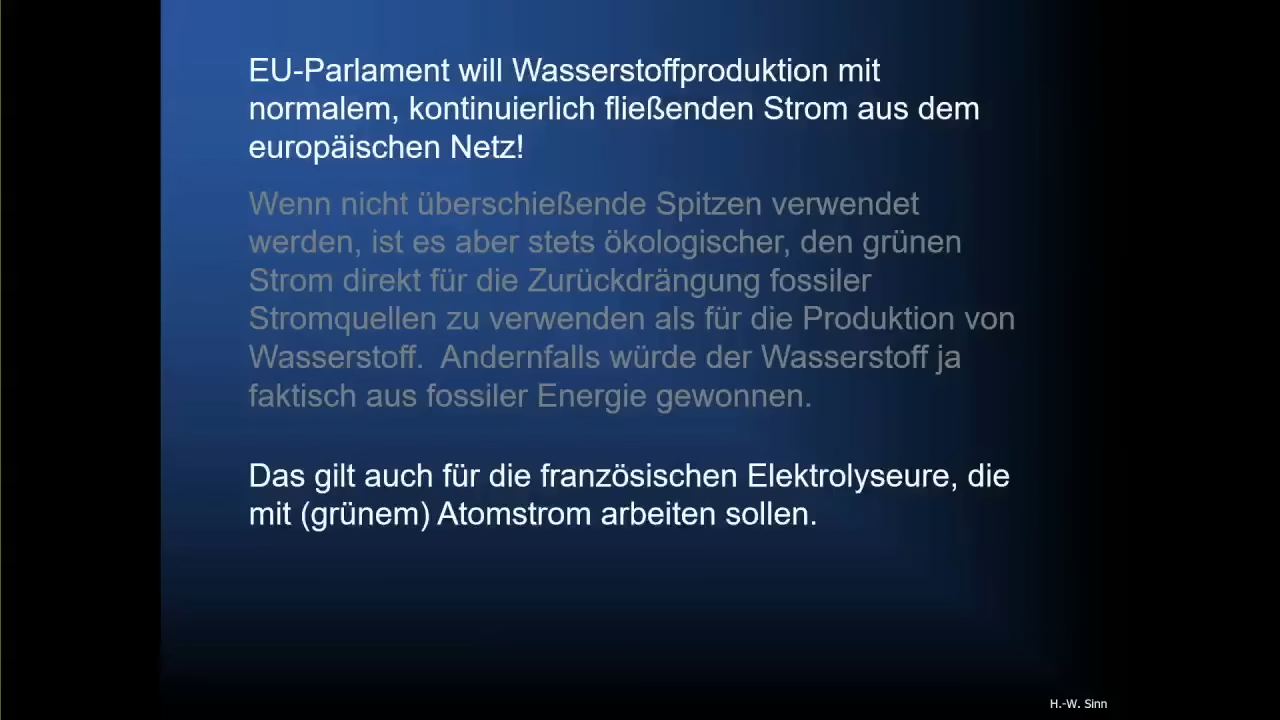 EU-Parlament will Wasserstoffproduktion mit
normalem, kontinuierlich fließenden Strom aus dem
europäischen Netz!
Wenn nicht überschießende Spitzen verwendet
werden, ist es aber stets ökologischer, den grünen
Strom direkt für die Zurückdrängung fossiler
Stromquellen zu verwenden als für die Produktion von
Wasserstoff.  Andernfalls würde der Wasserstoff ja
faktisch aus fossiler Energie gewonnen.
Das gilt auch für die französischen Elektrolyseure, die
mit (grünem) Atomstrom arbeiten sollen.
H.-W. Sinn